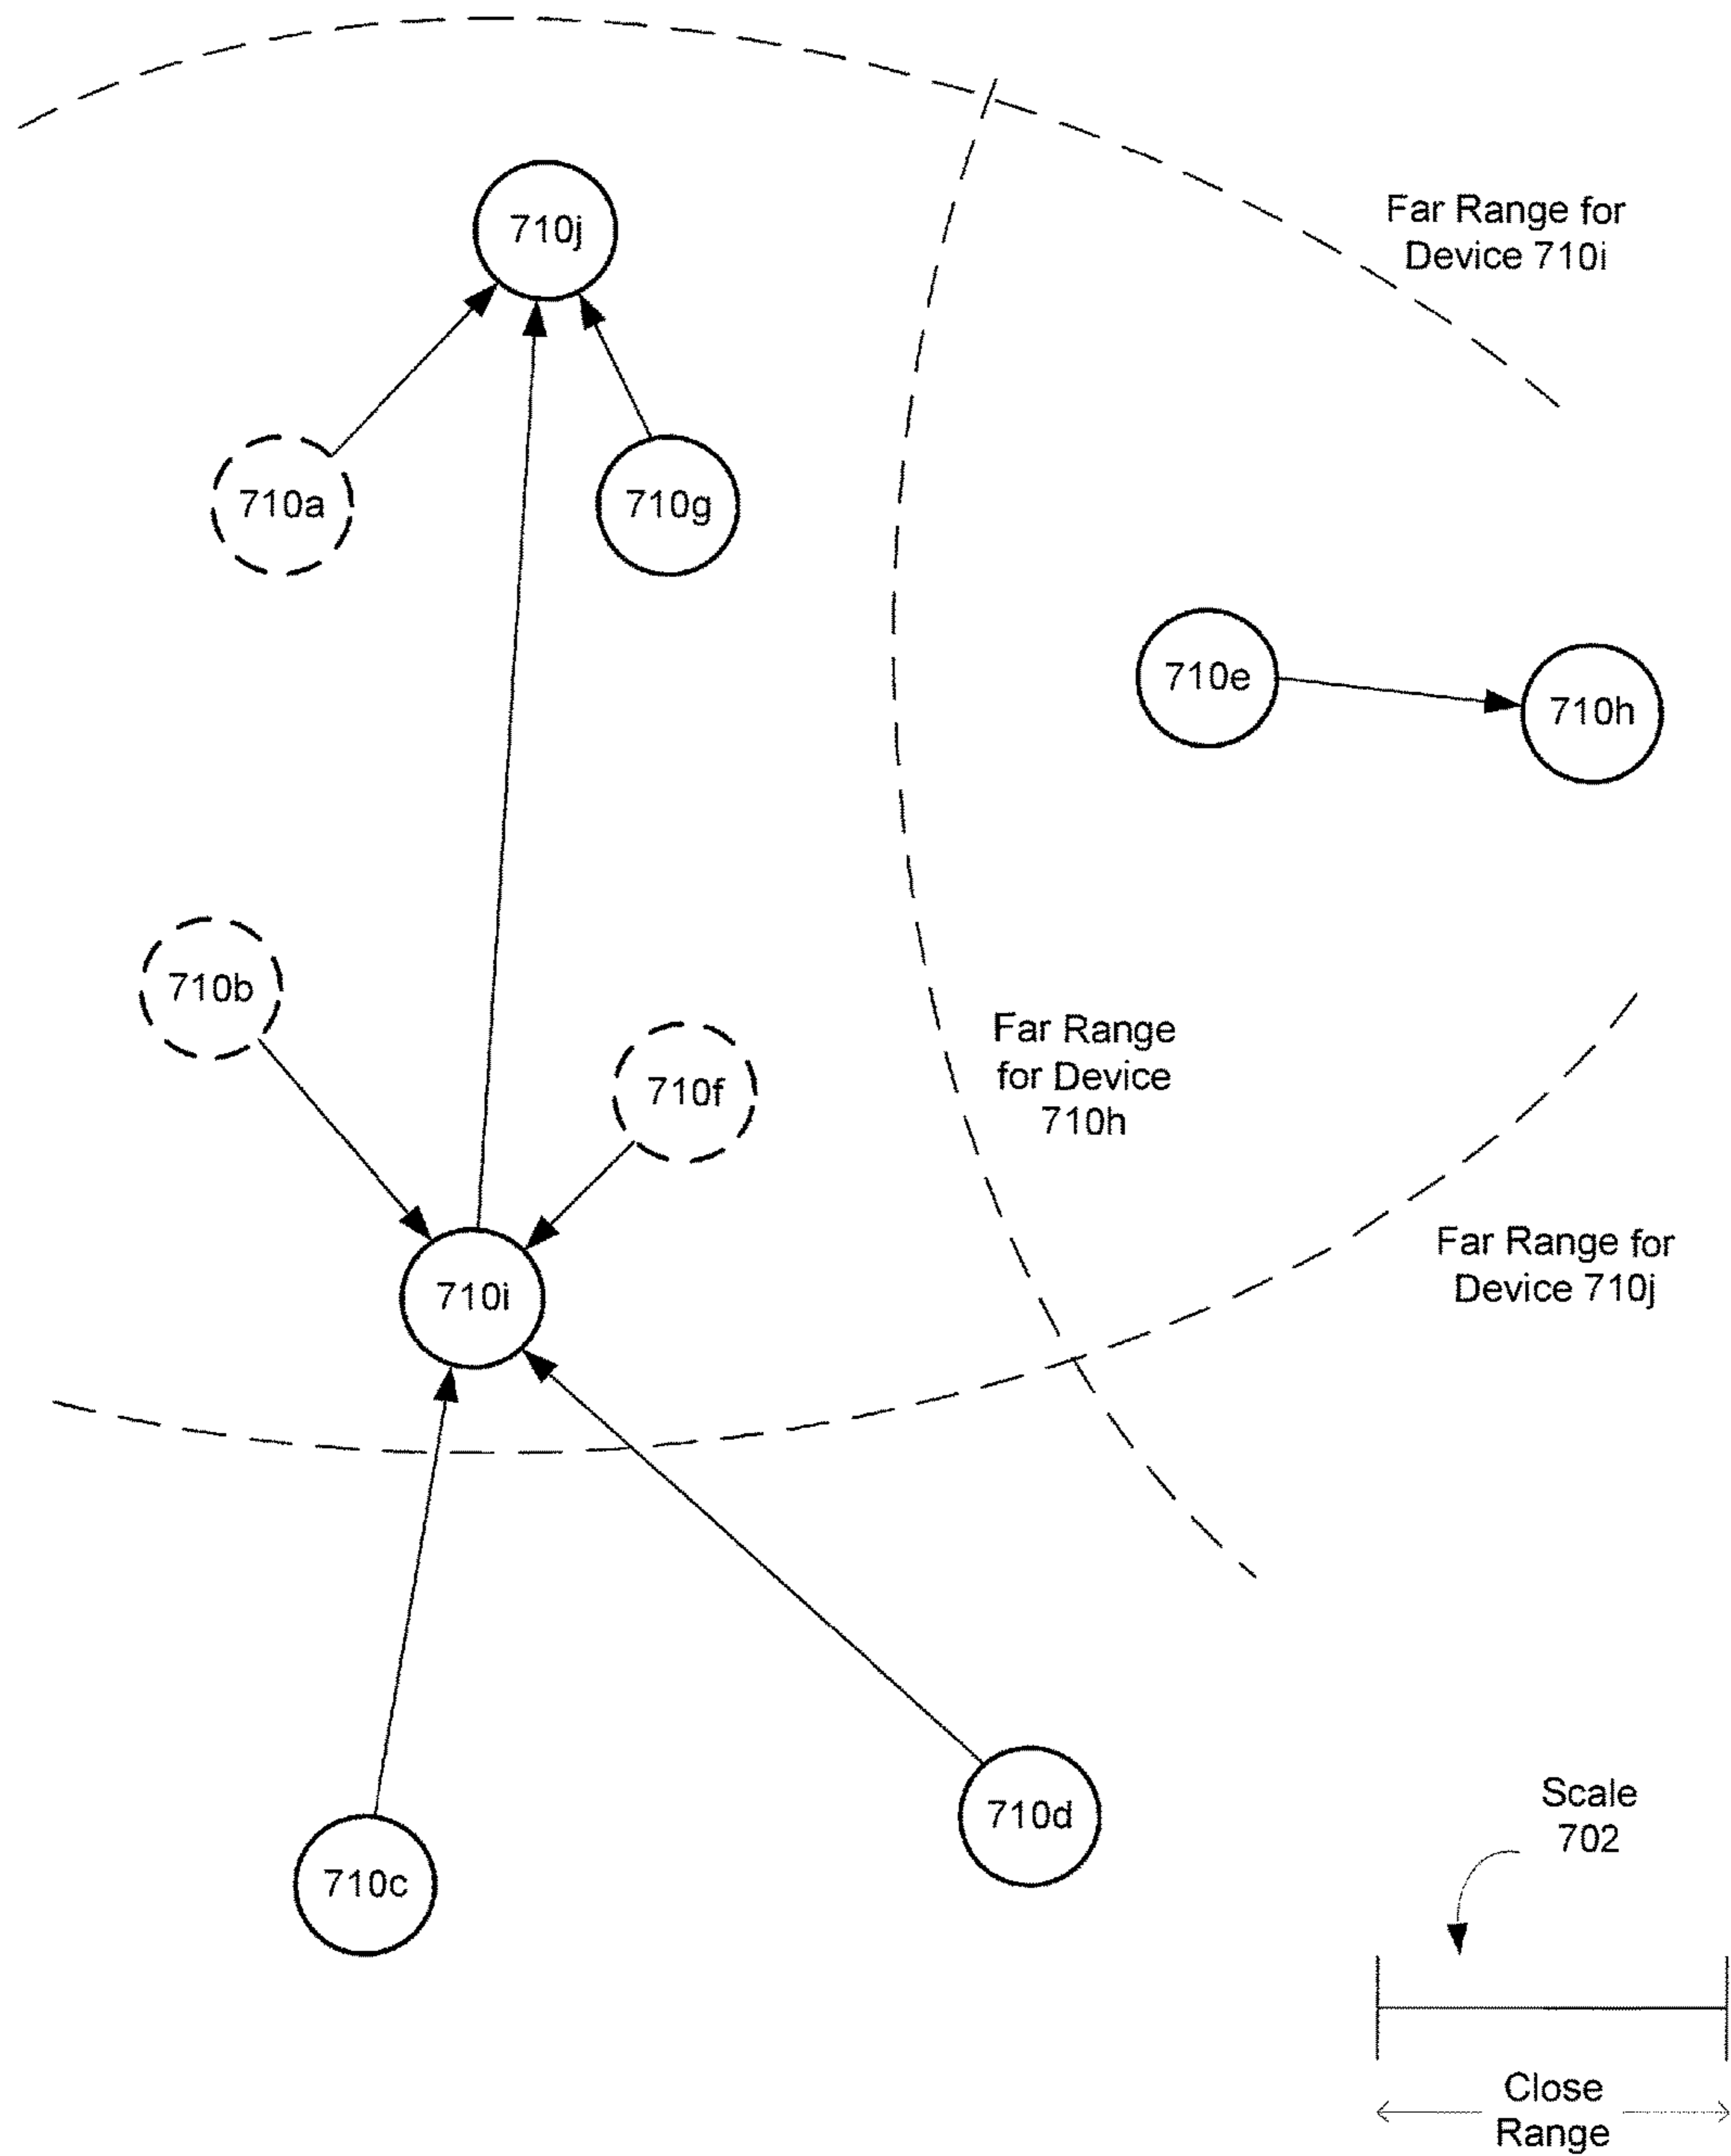 Far Range for
Device 710i
710j
710a
710g
710e
710h
710b
Far Range
for Device
710h
710f
Far Range for
Device 710j
710i
Scale
702
710d
710c
Close
Range